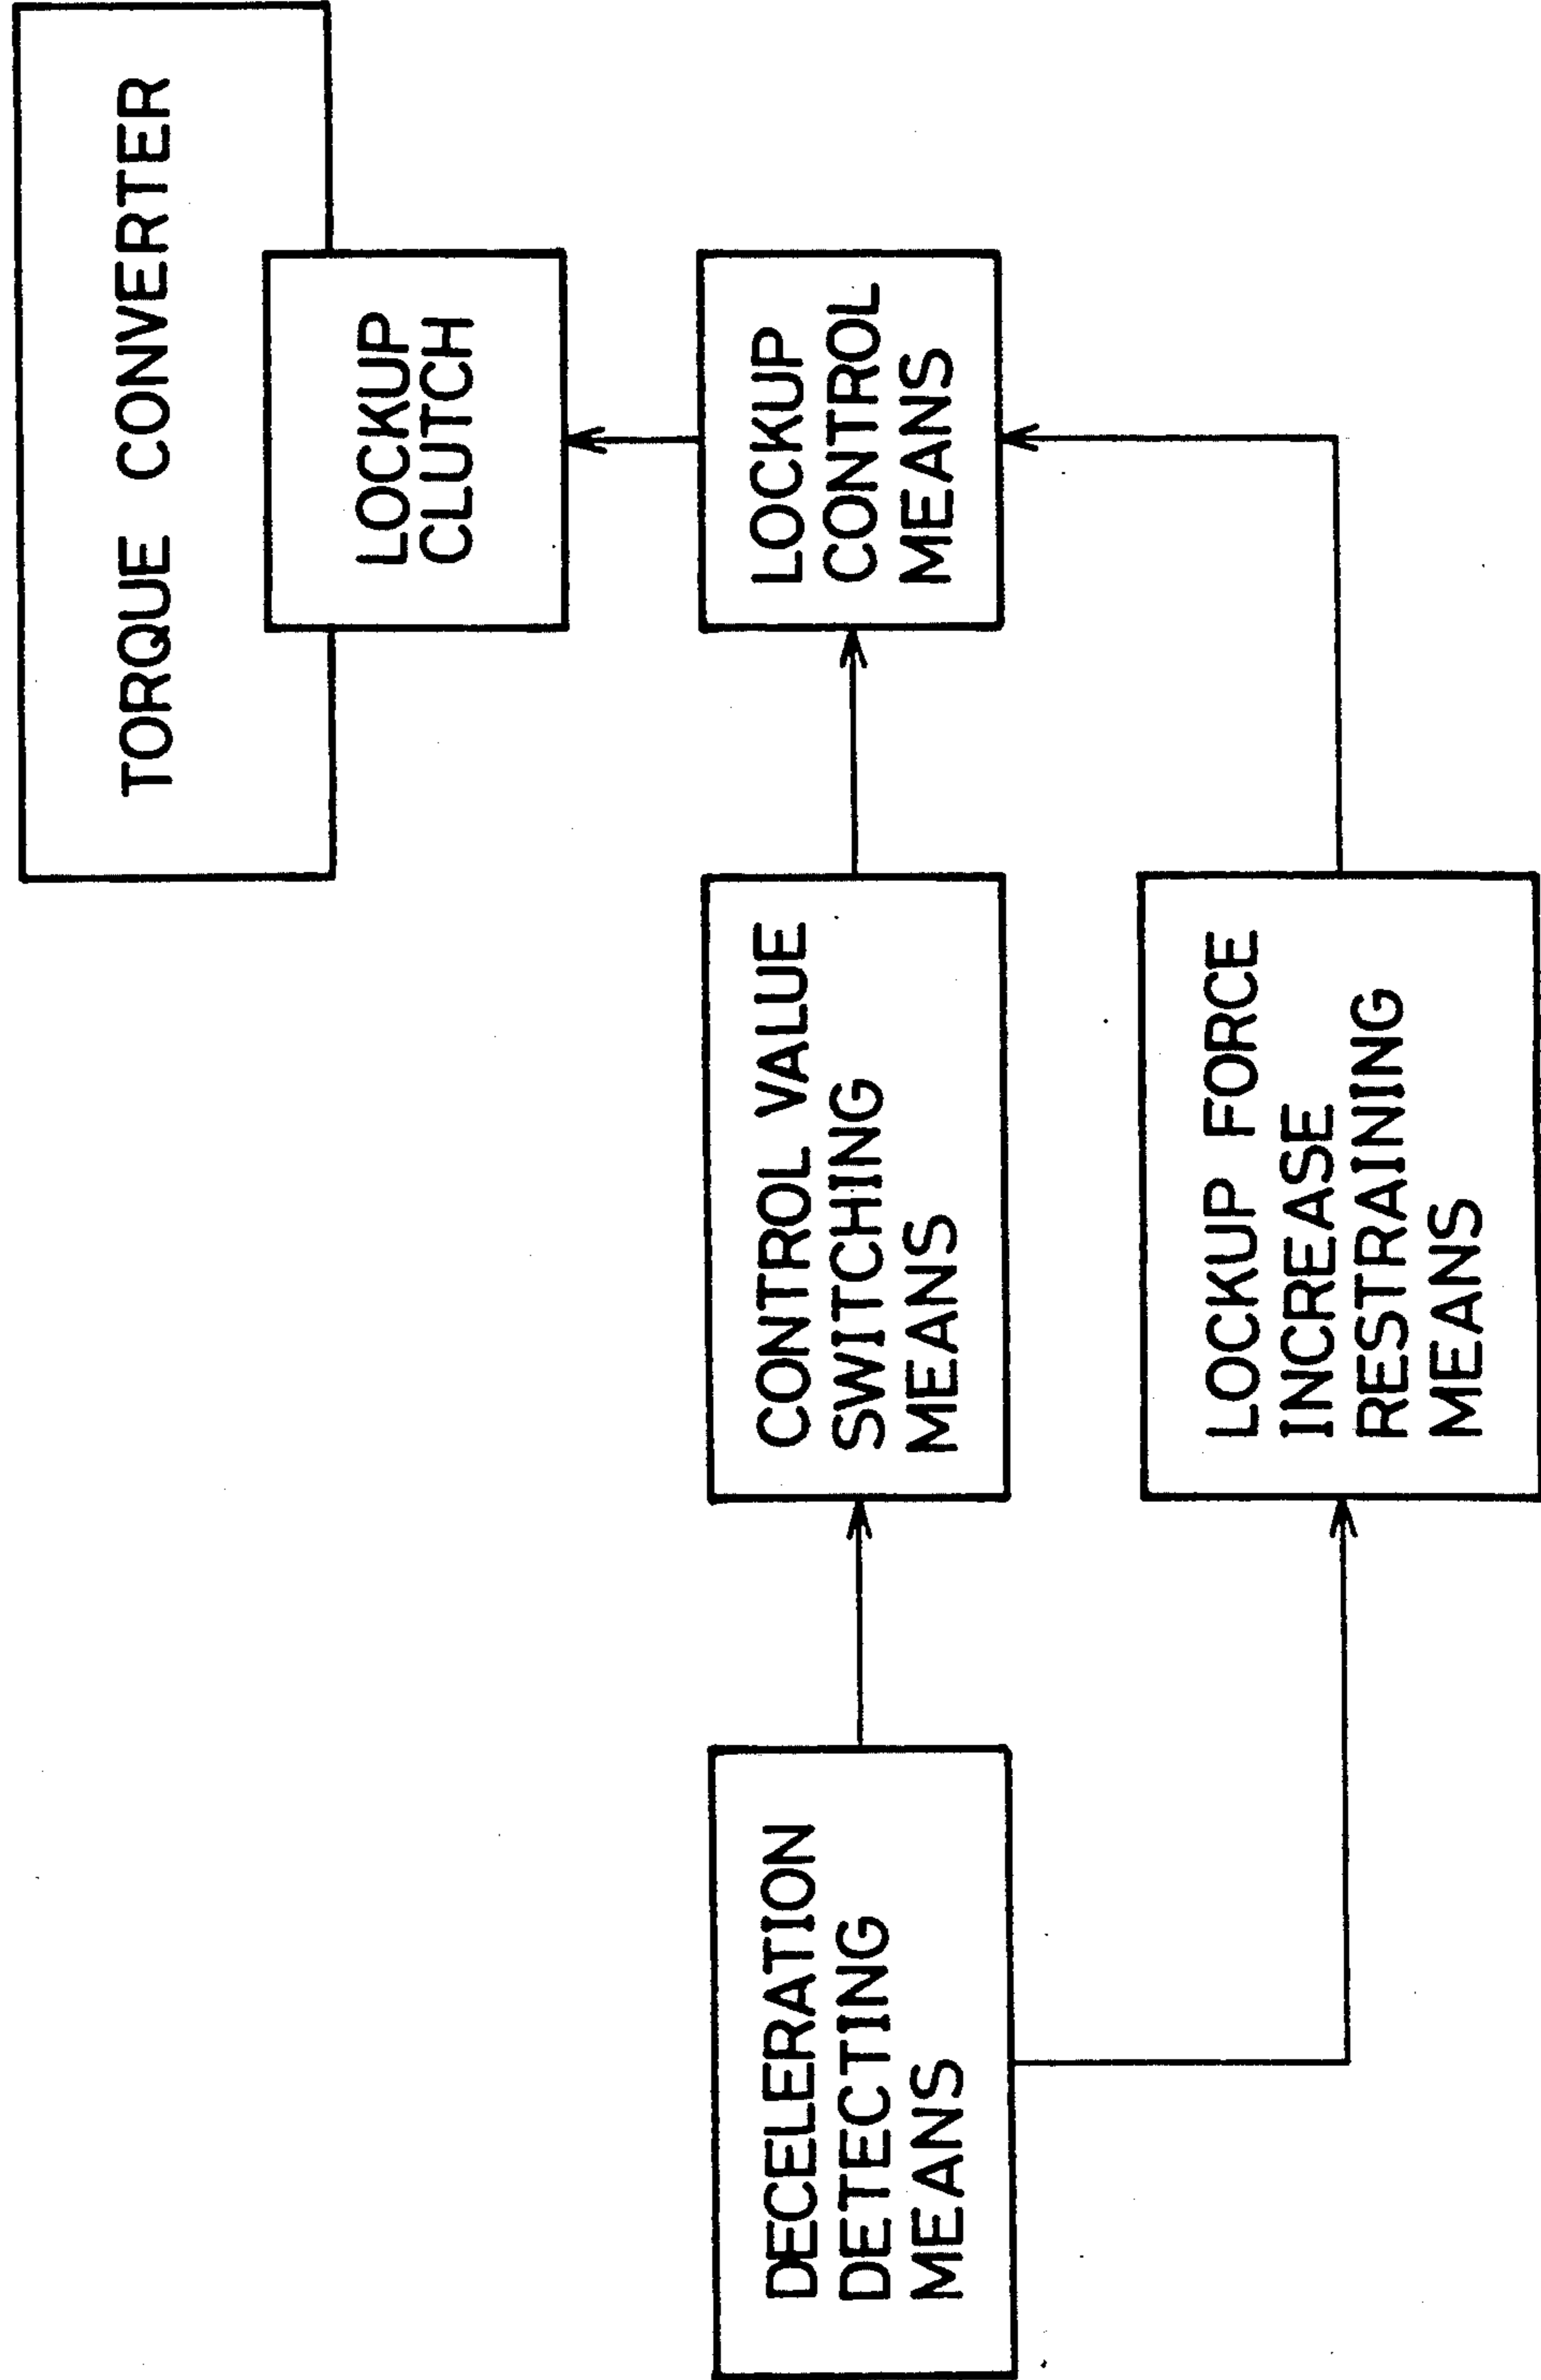 TORQUE CONVERTER
LOCKUP
CLUTCH
DECELERATION
DETECTING
MEANS
CONTROL VALUE
SWITCHING
MEANS
LOCKUP
CONTROL
MEANS
LOCKUP FORCE
INCREASE
RESTRAINING
MEANS